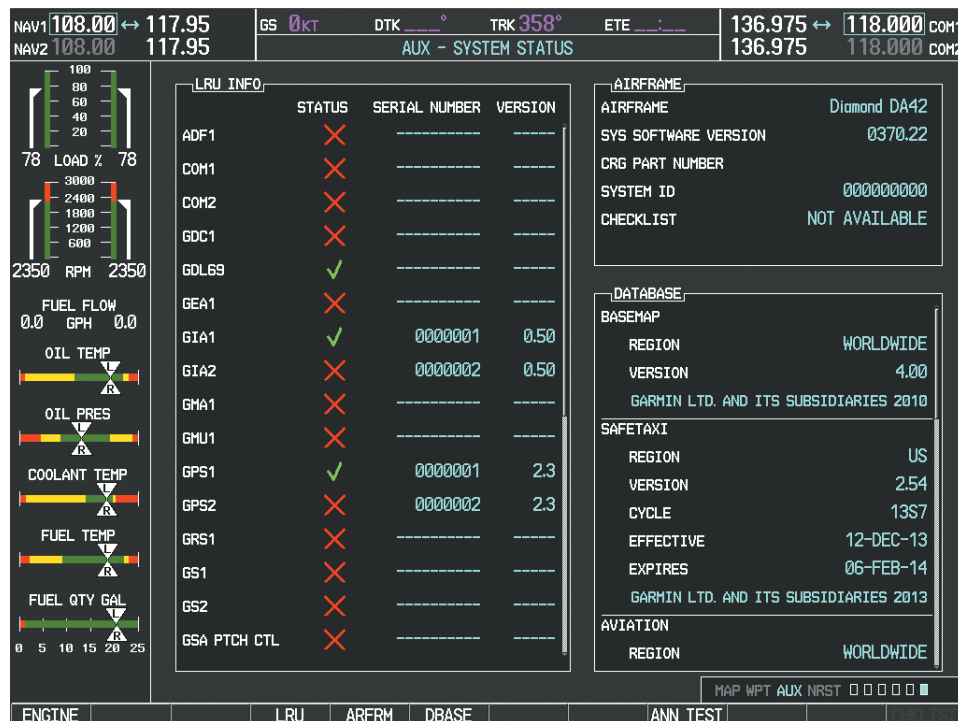 NAV1 108.00 ↔ 117.95 GS 0KT DTK ___° TRK 358° ETE __:__ 136.975 ↔ 118.000 COM1
NAV2 108.00 117.95 AUX - SYSTEM STATUS 136.975 118.000 COM2
100
80
60
40
20
78 LOAD % 78
3000
2400
1800
1200
600
2350 RPM 2350
FUEL FLOW
0.0 GPH 0.0
OIL TEMP
L
R
OIL PRES
L
R
COOLANT TEMP
L
R
FUEL TEMP
L
R
FUEL QTY GAL
L
R
0 5 10 15 20 25
LRU INFO
STATUS SERIAL NUMBER VERSION
ADF1 ✗ ---------- -----
COM1 ✗ ---------- -----
COM2 ✗ ---------- -----
GDC1 ✗ ---------- -----
GDL69 ✓ ---------- -----
GEA1 ✗ ---------- -----
GIA1 ✓ 0000001 0.50
GIA2 ✗ 0000002 0.50
GMA1 ✗ ---------- -----
GMU1 ✗ ---------- -----
GPS1 ✓ 0000001 2.3
GPS2 ✗ 0000002 2.3
GRS1 ✗ ---------- -----
GS1 ✗ ---------- -----
GS2 ✗ ---------- -----
GSA PTCH CTL ✗ ---------- -----
AIRFRAME
AIRFRAME Diamond DA42
SYS SOFTWARE VERSION 0370.22
CRG PART NUMBER
SYSTEM ID 000000000
CHECKLIST NOT AVAILABLE
DATABASE
BASEMAP
REGION WORLDWIDE
VERSION 4.00
GARMIN LTD. AND ITS SUBSIDIARIES 2010
SAFETAXI
REGION US
VERSION 2.54
CYCLE 13S7
EFFECTIVE 12-DEC-13
EXPIRES 06-FEB-14
GARMIN LTD. AND ITS SUBSIDIARIES 2013
AVIATION
REGION WORLDWIDE
MAP WPT AUX NRST
ENGINE LRU ARFRM DBASE ANN TEST CHKLIST